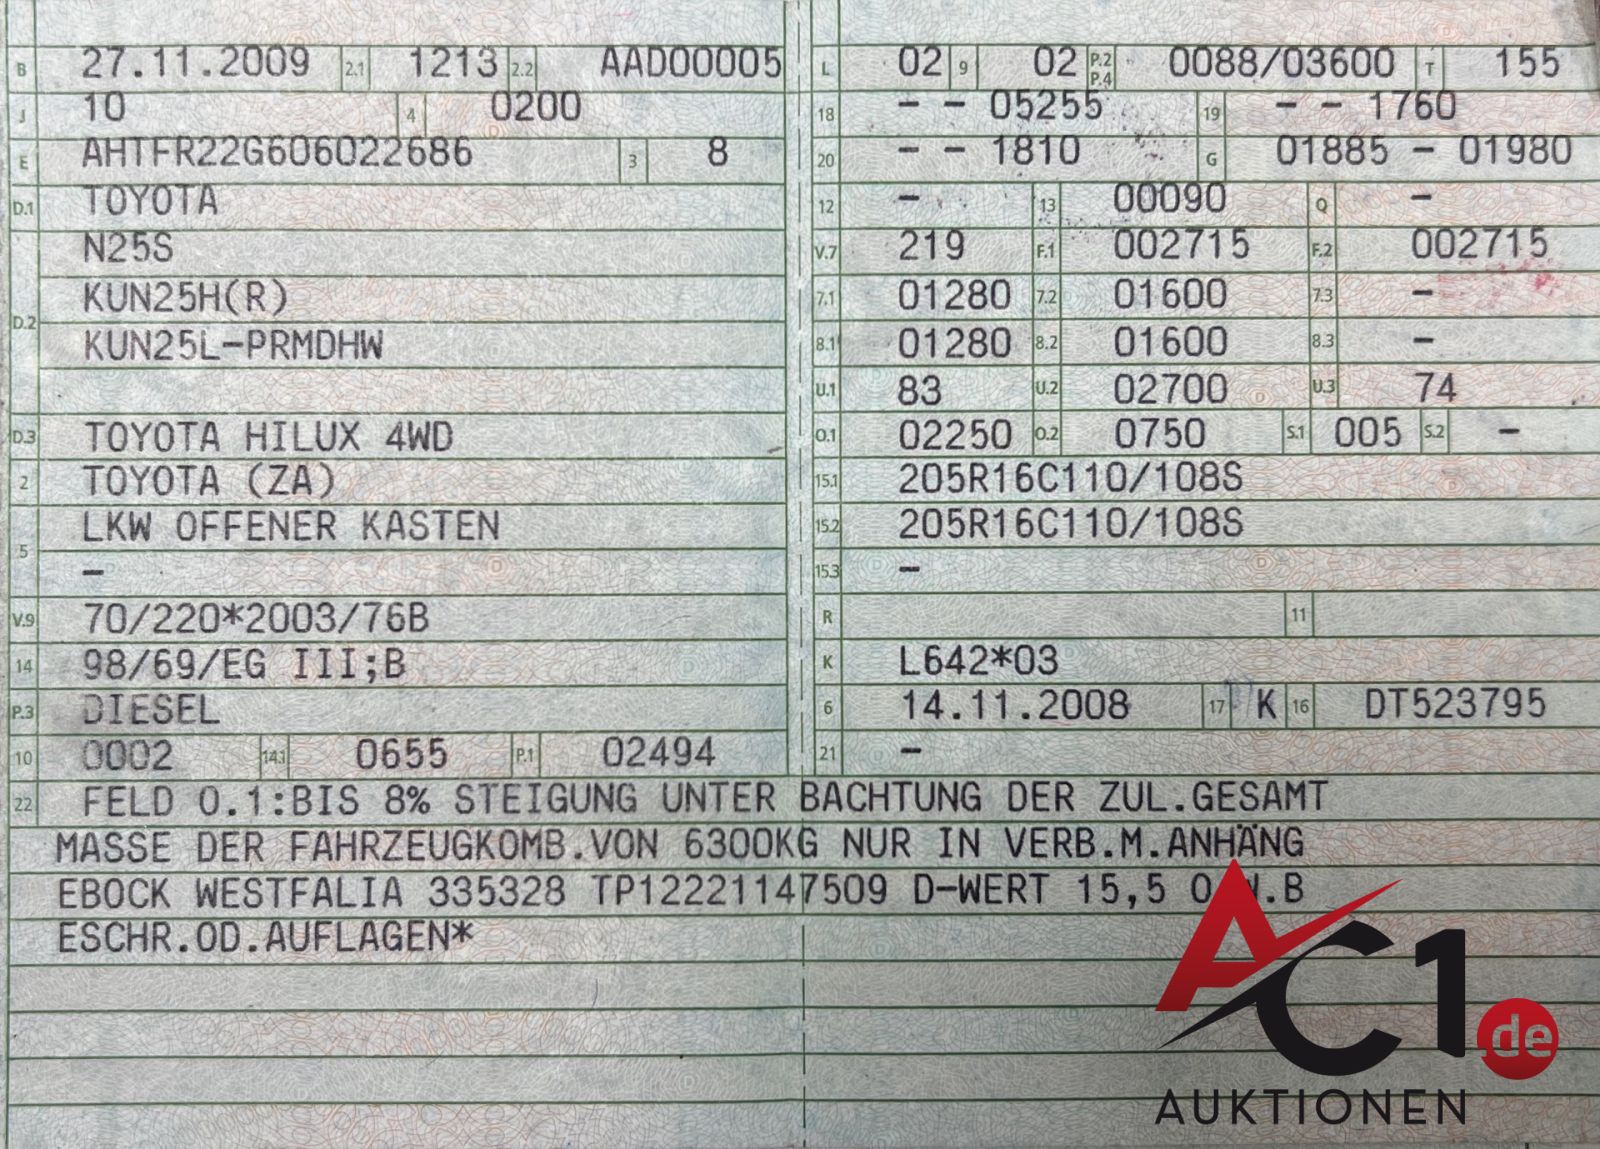 B 27.11.2009 2.1 1213 2.2 AAD00005
J 10 4 0200
E AHTFR22G606022686 3 8
D.1 TOYOTA
N25S
D.2 KUN25H(R)
KUN25L-PRMDHW
D.3 TOYOTA HILUX 4WD
2 TOYOTA (ZA)
5 LKW OFFENER KASTEN
-
V.9 70/220*2003/76B
14 98/69/EG III;B
P.3 DIESEL
10 0002 14.1 0655 P.1 02494
L 02 9 02 P.2 P.4 0088/03600 T 155
18 - - 05255 19 - - 1760
20 - - 1810 G 01885 - 01980
12 - 13 00090 Q -
V.7 219 F.1 002715 F.2 002715
7.1 01280 7.2 01600 7.3 -
8.1 01280 8.2 01600 8.3 -
U.1 83 U.2 02700 U.3 74
O.1 02250 O.2 0750 S.1 005 S.2 -
15.1 205R16C110/108S
15.2 205R16C110/108S
15.3 -
R 11
K L642*03
6 14.11.2008 17 K 16 DT523795
21 -
22 FELD O.1:BIS 8% STEIGUNG UNTER BACHTUNG DER ZUL.GESAMT
MASSE DER FAHRZEUGKOMB.VON 6300KG NUR IN VERB.M.ANHÄNG
EBOCK WESTFALIA 335328 TP12221147509 D-WERT 15,5 O.W.B
ESCHR.OD.AUFLAGEN*
AC1.de
AUKTIONEN